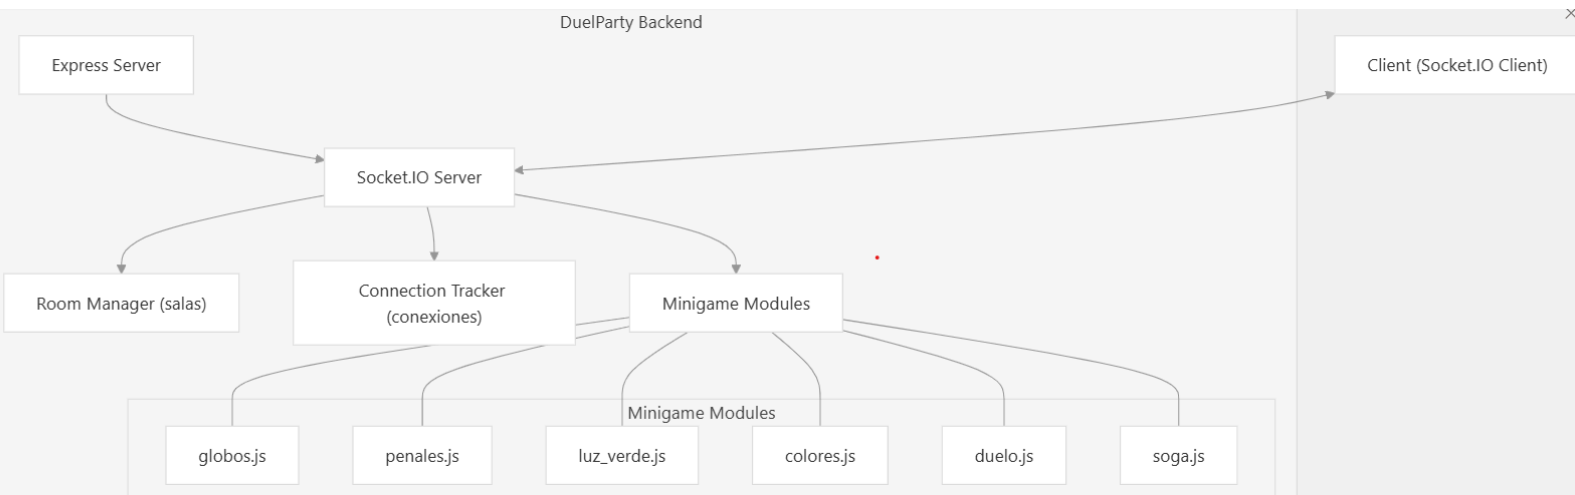 DuelParty Backend
Express Server
Client (Socket.IO Client)
Socket.IO Server
Room Manager (salas)
Connection Tracker
(conexiones)
Minigame Modules
Minigame Modules
globos.js
penales.js
luz_verde.js
colores.js
duelo.js
soga.js